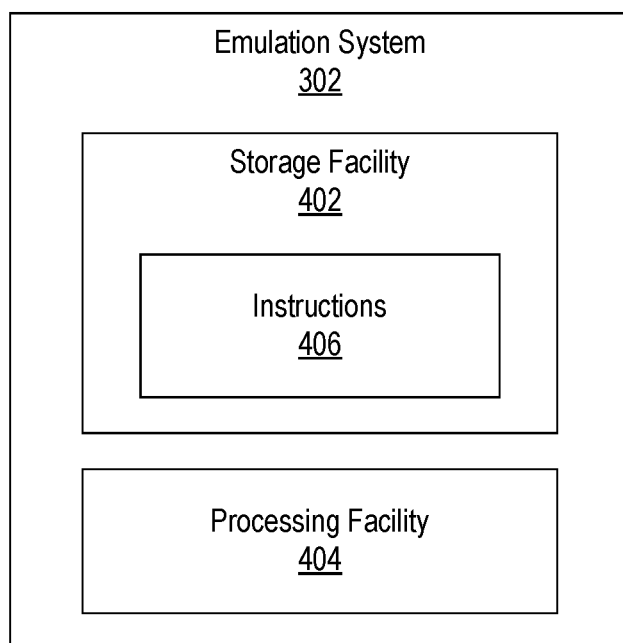 Emulation System
302
Storage Facility
402
Instructions
406
Processing Facility
404